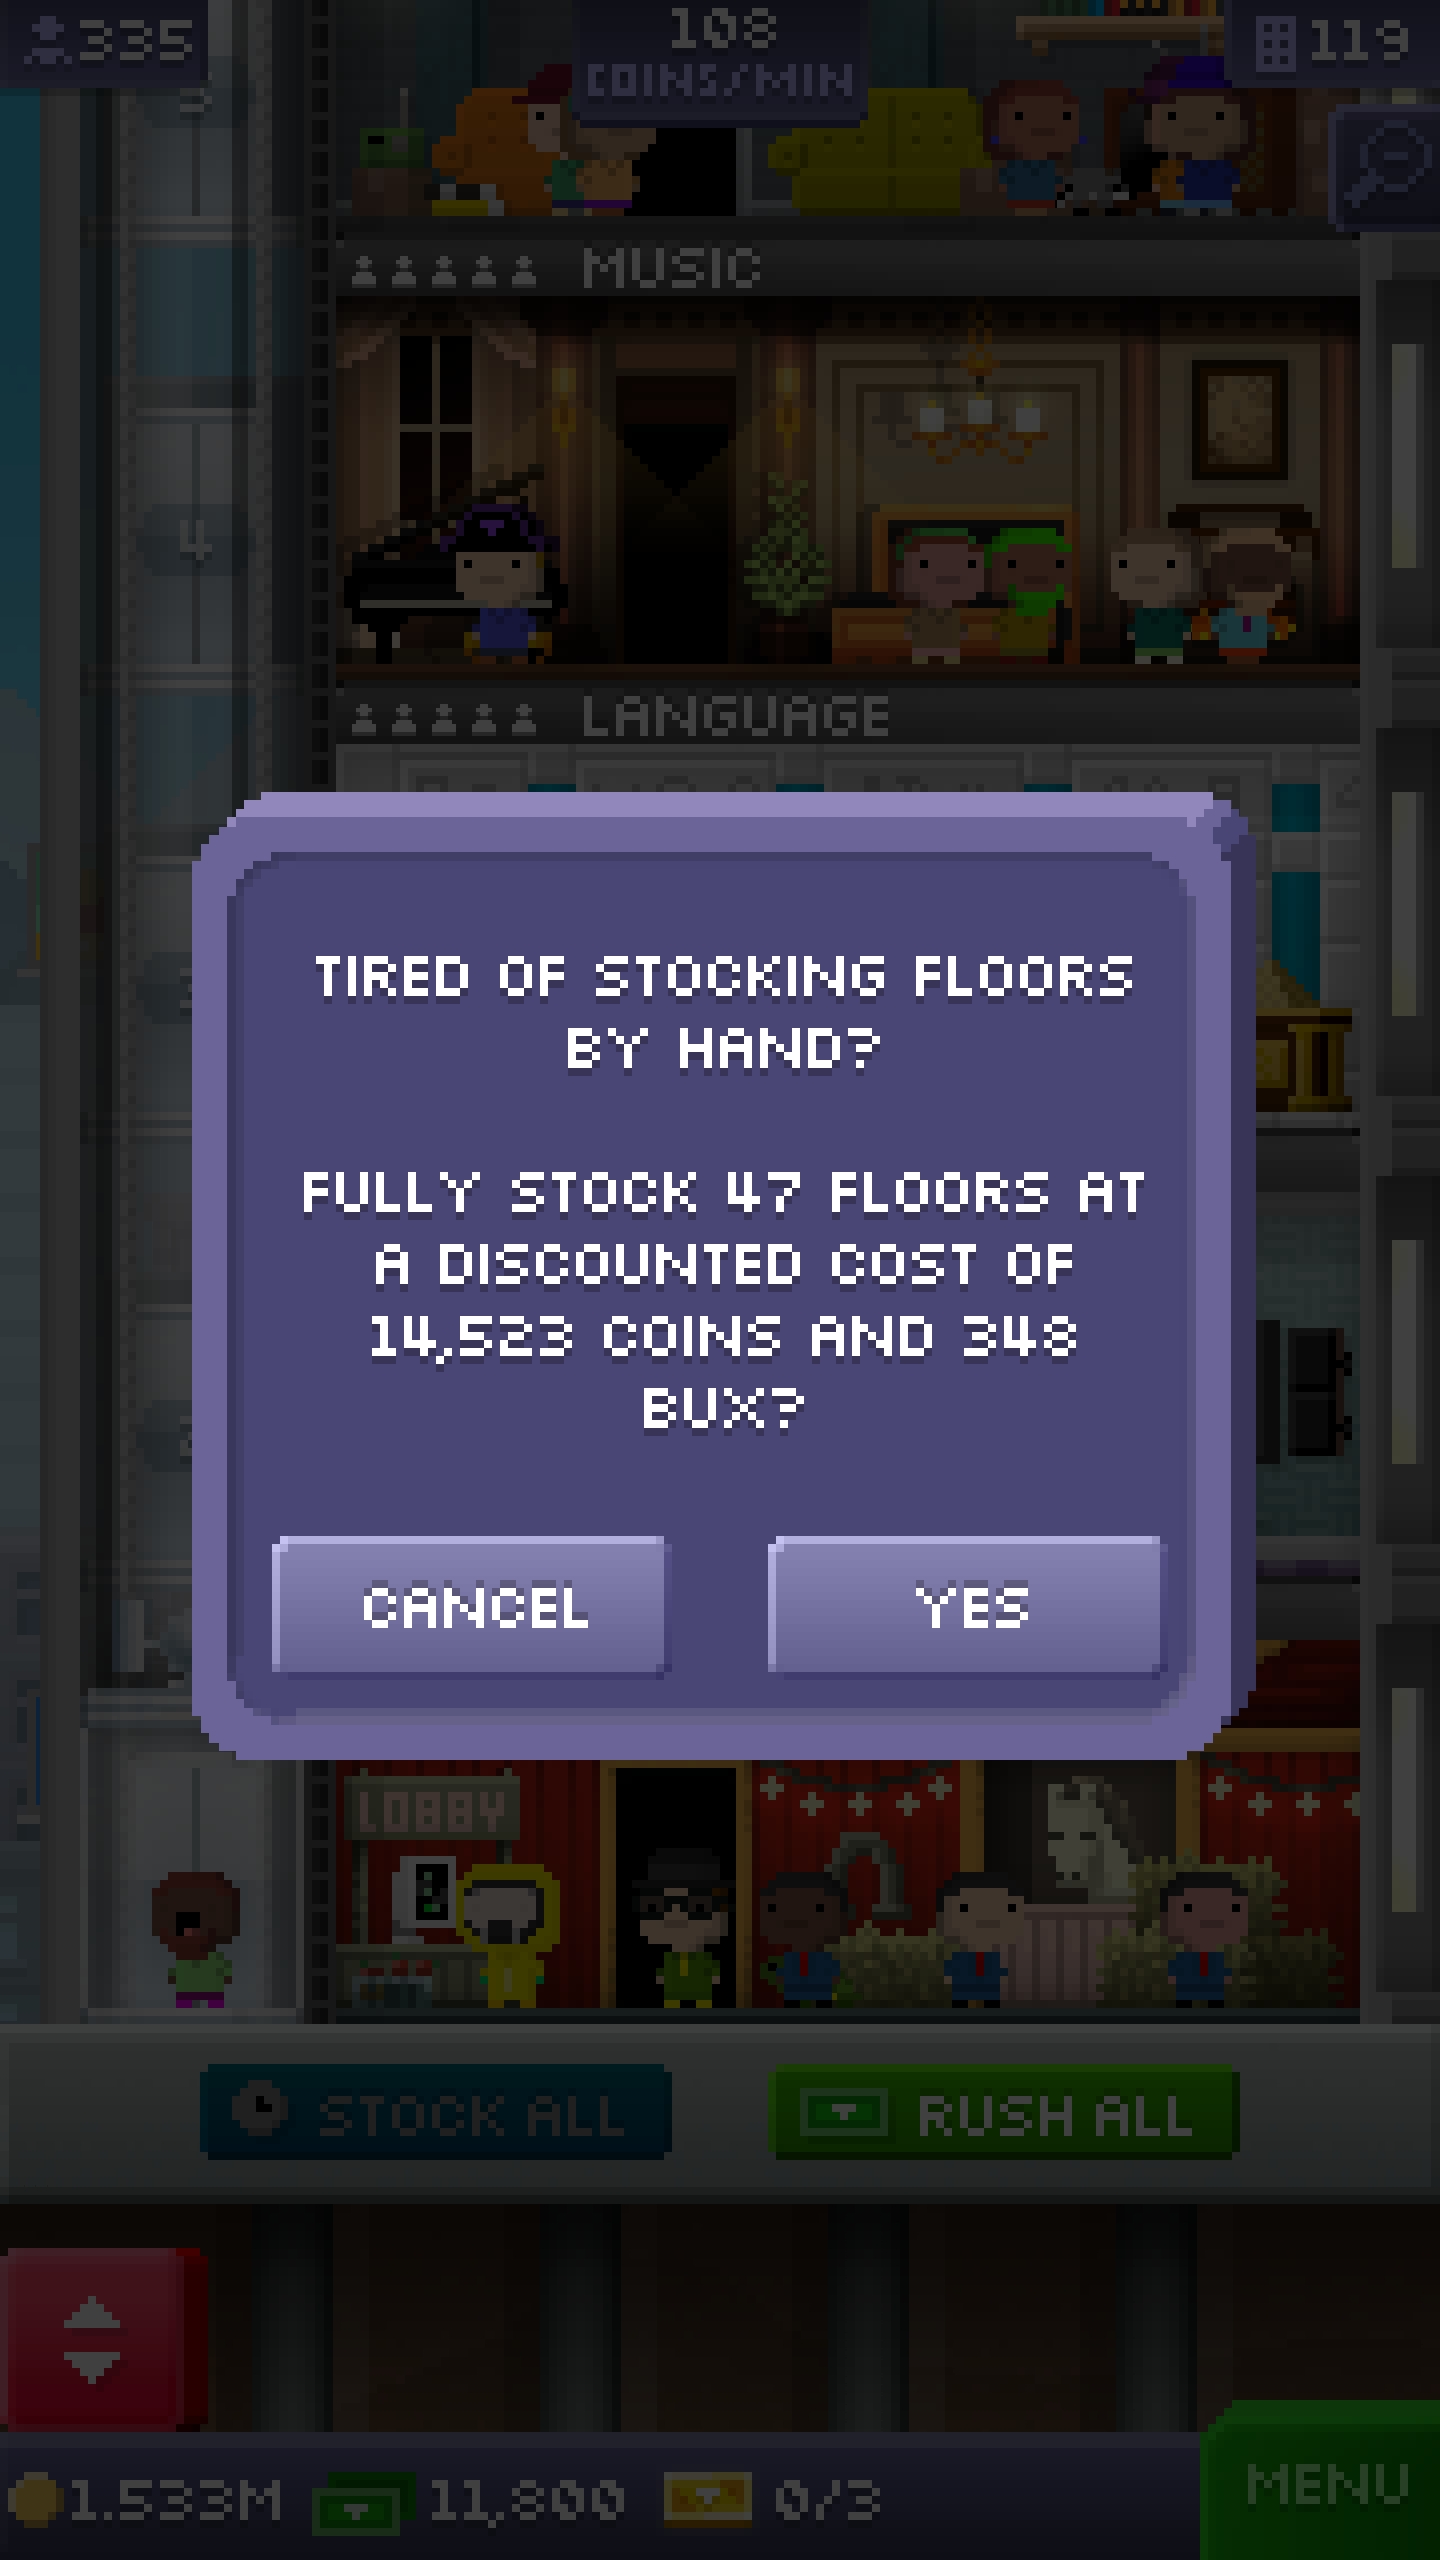 335
108
COINS/MIN
119
MUSIC
4
LANGUAGE
TIRED OF STOCKING FLOORS
BY HAND?
FULLY STOCK 47 FLOORS AT
A DISCOUNTED COST OF
14,523 COINS AND 348
BUX?
CANCEL
YES
LOBBY
STOCK ALL
RUSH ALL
1.533M
11,800
0/3
MENU